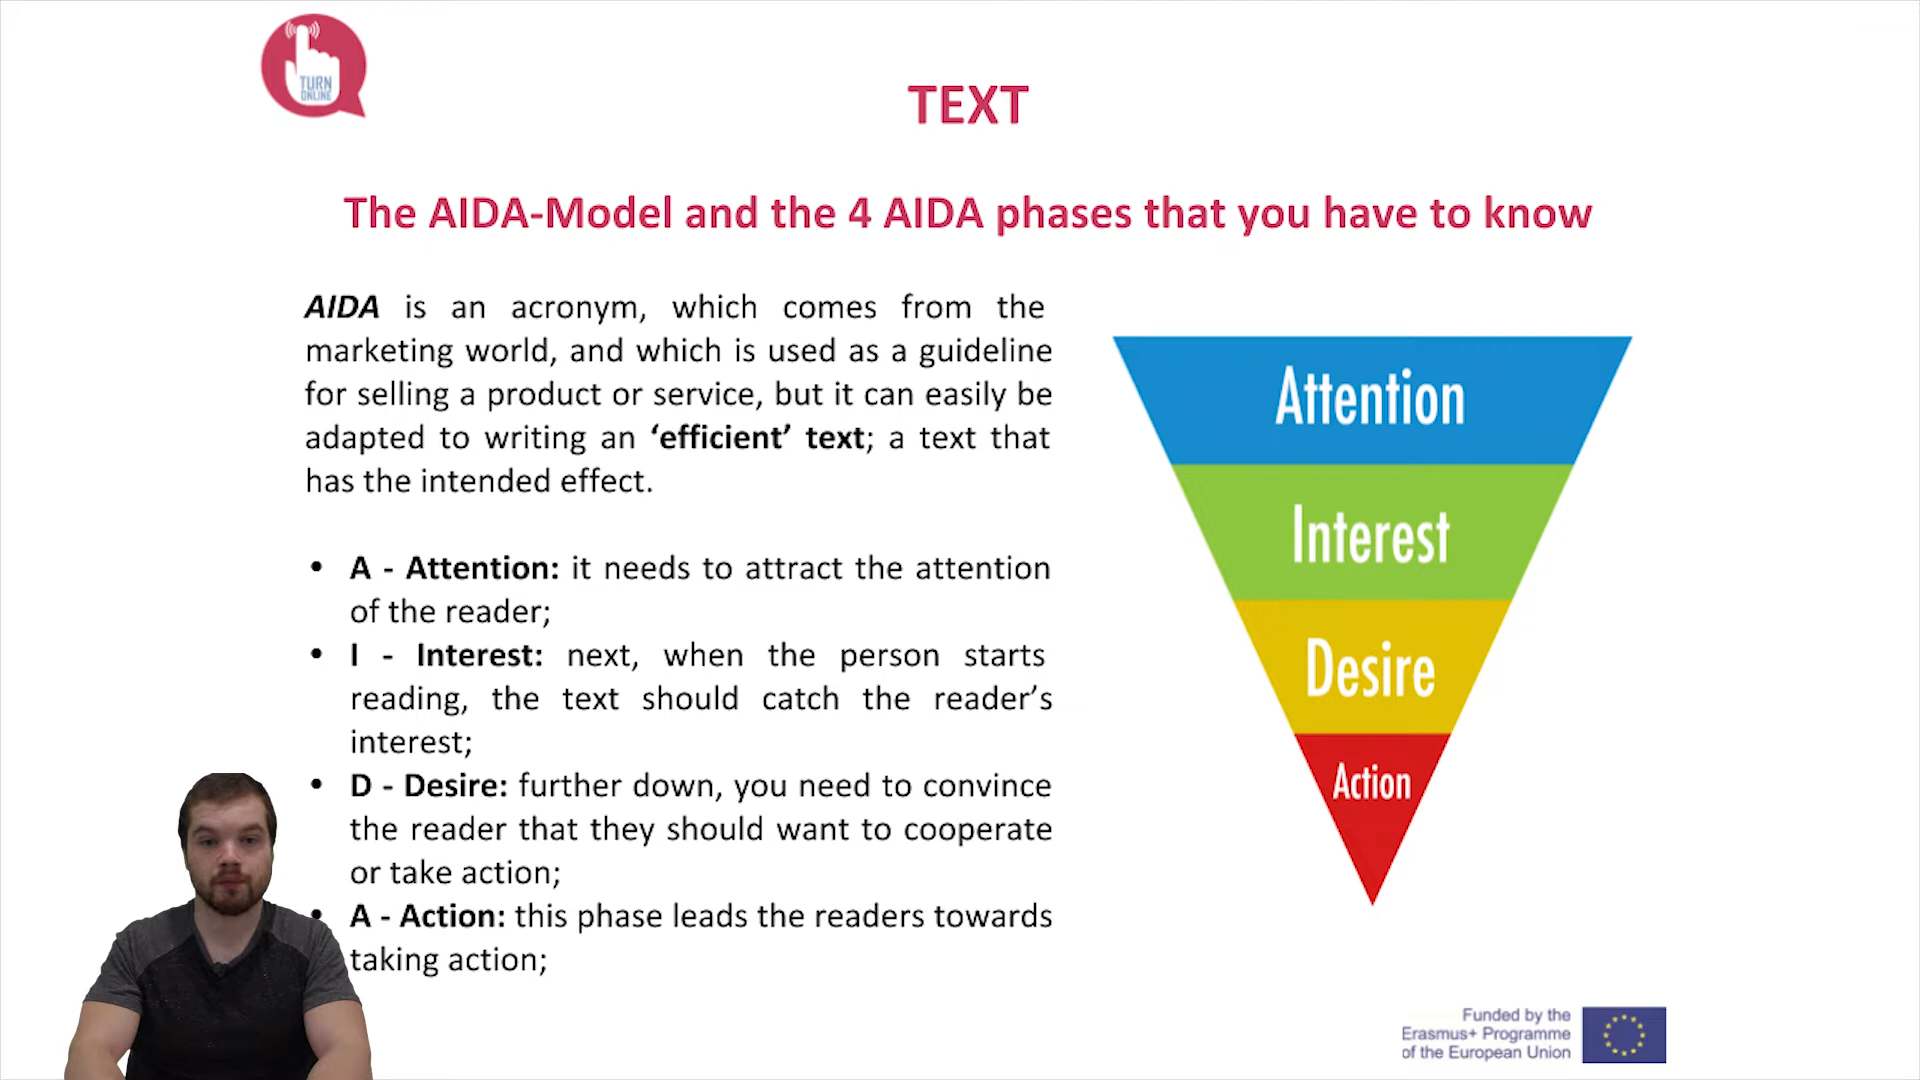 TURN
ONLINE
TEXT
The AIDA-Model and the 4 AIDA phases that you have to know
AIDA is an acronym, which comes from the
marketing world, and which is used as a guideline
for selling a product or service, but it can easily be
adapted to writing an ‘efficient’ text; a text that
has the intended effect.
• A - Attention: it needs to attract the attention
of the reader;
• I - Interest: next, when the person starts
reading, the text should catch the reader’s
interest;
• D - Desire: further down, you need to convince
the reader that they should want to cooperate
or take action;
• A - Action: this phase leads the readers towards
taking action;
Attention
Interest
Desire
Action
Funded by the
Erasmus+ Programme
of the European Union